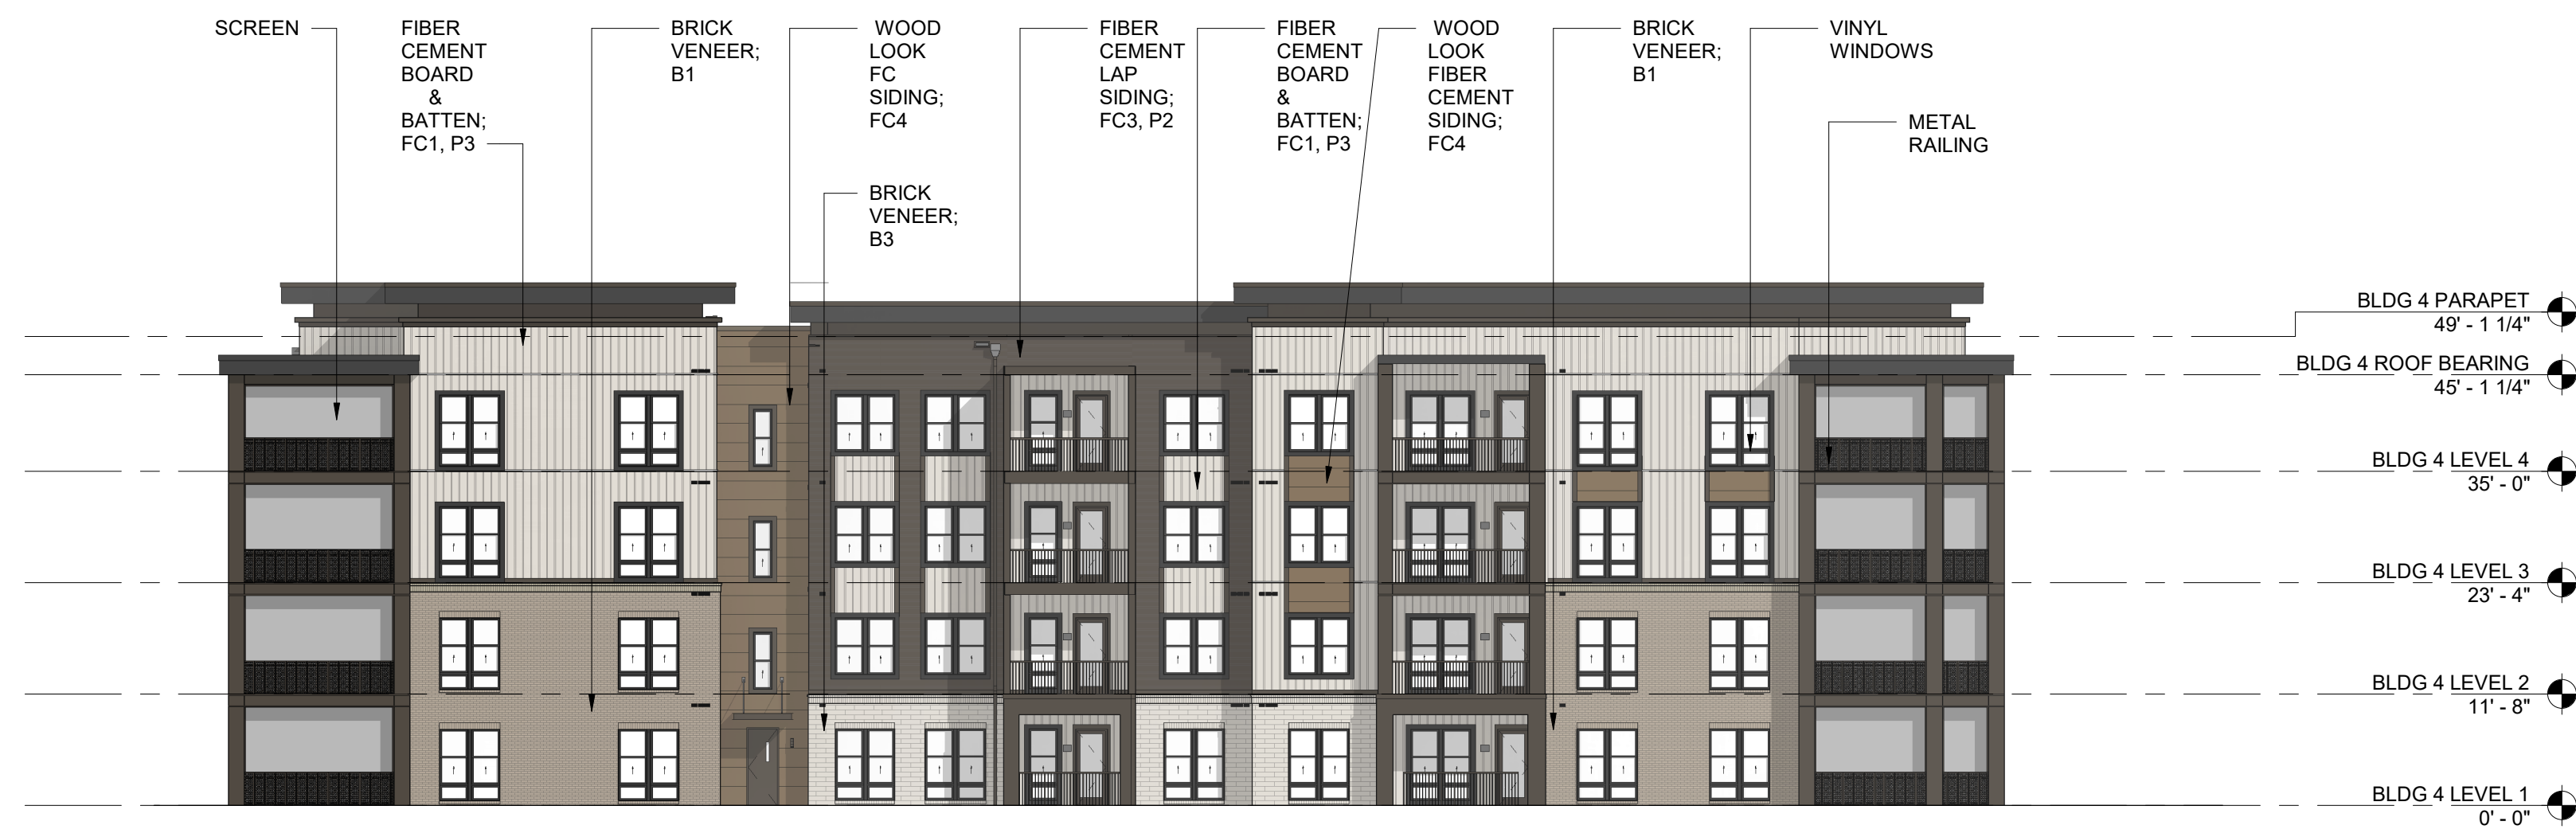 SCREEN
FIBER
CEMENT
BOARD
&
BATTEN;
FC1, P3
BRICK
VENEER;
B1
WOOD
LOOK
FC
SIDING;
FC4
BRICK
VENEER;
B3
FIBER
CEMENT
LAP
SIDING;
FC3, P2
FIBER
CEMENT
BOARD
&
BATTEN;
FC1, P3
WOOD
LOOK
FIBER
CEMENT
SIDING;
FC4
BRICK
VENEER;
B1
VINYL
WINDOWS
METAL
RAILING
BLDG 4 PARAPET
49' - 1 1/4"
BLDG 4 ROOF BEARING
45' - 1 1/4"
BLDG 4 LEVEL 4
35' - 0"
BLDG 4 LEVEL 3
23' - 4"
BLDG 4 LEVEL 2
11' - 8"
BLDG 4 LEVEL 1
0' - 0"